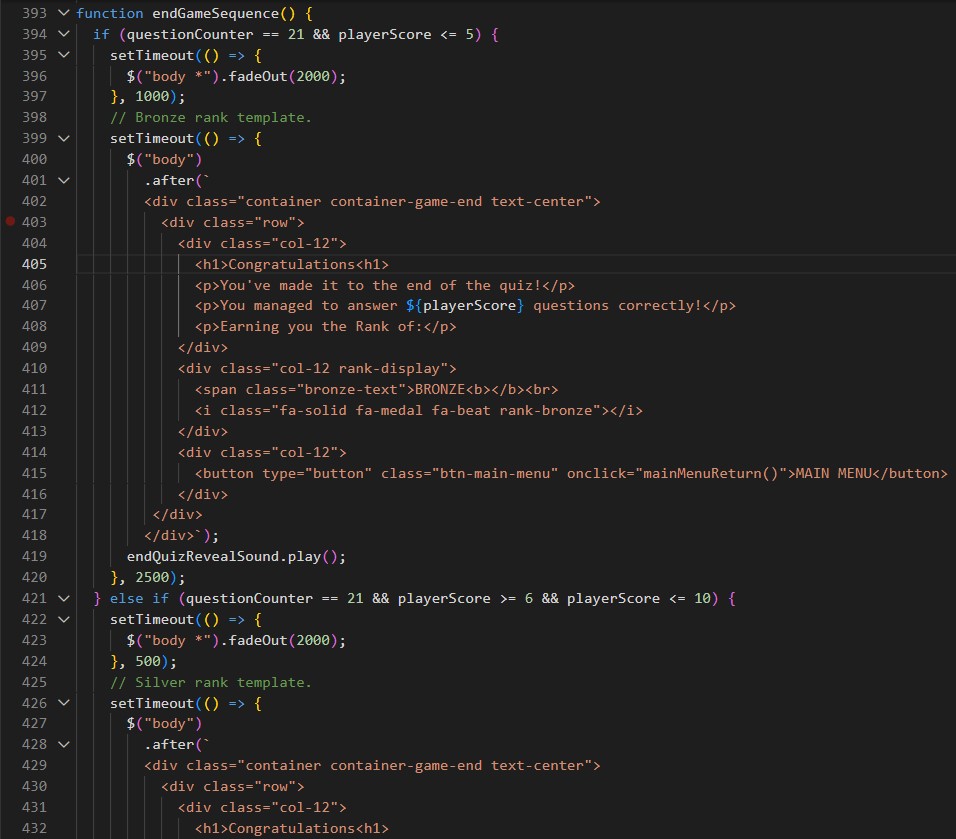 393 function endGameSequence() {
394 if (questionCounter == 21 && playerScore <= 5) {
395 setTimeout(() => {
396 $("body *").fadeOut(2000);
397 }, 1000);
398 // Bronze rank template.
399 setTimeout(() => {
400 $("body")
401 .after(`
402 <div class="container container-game-end text-center">
403 <div class="row">
404 <div class="col-12">
405 <h1>Congratulations<h1>
406 <p>You've made it to the end of the quiz!</p>
407 <p>You managed to answer ${playerScore} questions correctly!</p>
408 <p>Earning you the Rank of:</p>
409 </div>
410 <div class="col-12 rank-display">
411 <span class="bronze-text">BRONZE<b></b><br>
412 <i class="fa-solid fa-medal fa-beat rank-bronze"></i>
413 </div>
414 <div class="col-12">
415 <button type="button" class="btn-main-menu" onclick="mainMenuReturn()">MAIN MENU</button>
416 </div>
417 </div>
418 </div>`);
419 endQuizRevealSound.play();
420 }, 2500);
421 } else if (questionCounter == 21 && playerScore >= 6 && playerScore <= 10) {
422 setTimeout(() => {
423 $("body *").fadeOut(2000);
424 }, 500);
425 // Silver rank template.
426 setTimeout(() => {
427 $("body")
428 .after(`
429 <div class="container container-game-end text-center">
430 <div class="row">
431 <div class="col-12">
432 <h1>Congratulations<h1>